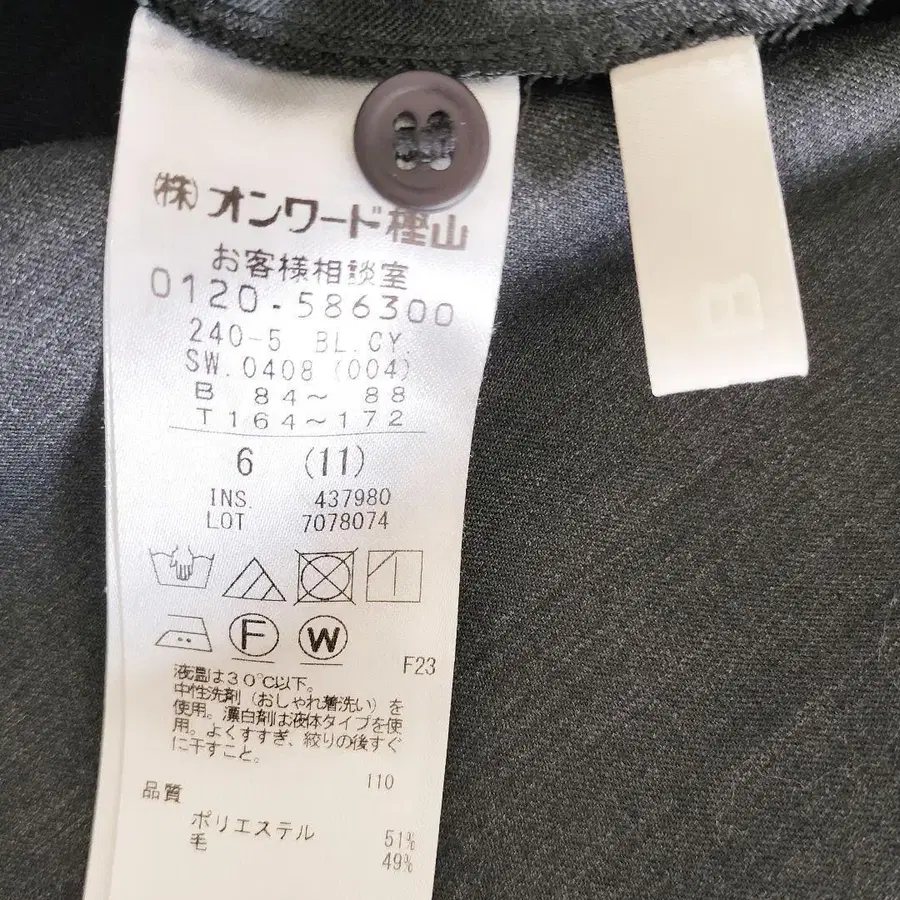 (株)オンワード樫山
お客様相談室
0120-586300
240-5 BL.CY.
SW.0408 (004)
B 84～ 88
T 164～172
6 (11)
INS. 437980
LOT 7078074
F W
F23
液温は30℃以下。
中性洗剤（おしゃれ着洗い）を
使用。漂白剤は液体タイプを使
用。よくすすぎ、絞りの後すぐ
に干すこと。
110
品質
ポリエステル 51%
毛 49%
B